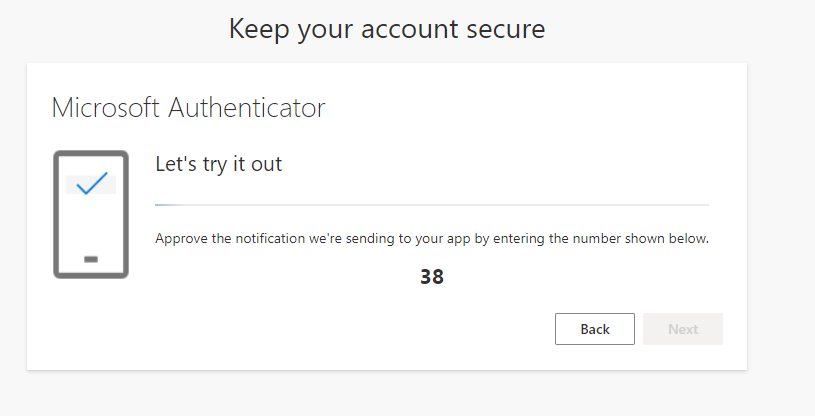 Keep your account secure
Microsoft Authenticator
Let's try it out
Approve the notification we're sending to your app by entering the number shown below.
38
Back
Next